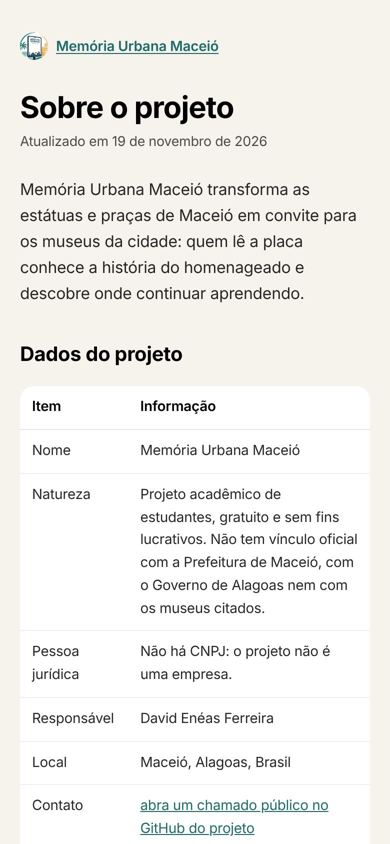 Memória Urbana Maceió
Sobre o projeto
Atualizado em 19 de novembro de 2026
Memória Urbana Maceió transforma as
estátuas e praças de Maceió em convite para
os museus da cidade: quem lê a placa
conhece a história do homenageado e
descobre onde continuar aprendendo.
Dados do projeto
Item Informação
Nome Memória Urbana Maceió
Natureza Projeto acadêmico de
estudantes, gratuito e sem fins
lucrativos. Não tem vínculo oficial
com a Prefeitura de Maceió, com
o Governo de Alagoas nem com
os museus citados.
Pessoa Não há CNPJ: o projeto não é
jurídica uma empresa.
Responsável David Enéas Ferreira
Local Maceió, Alagoas, Brasil
Contato abra um chamado público no
GitHub do projeto